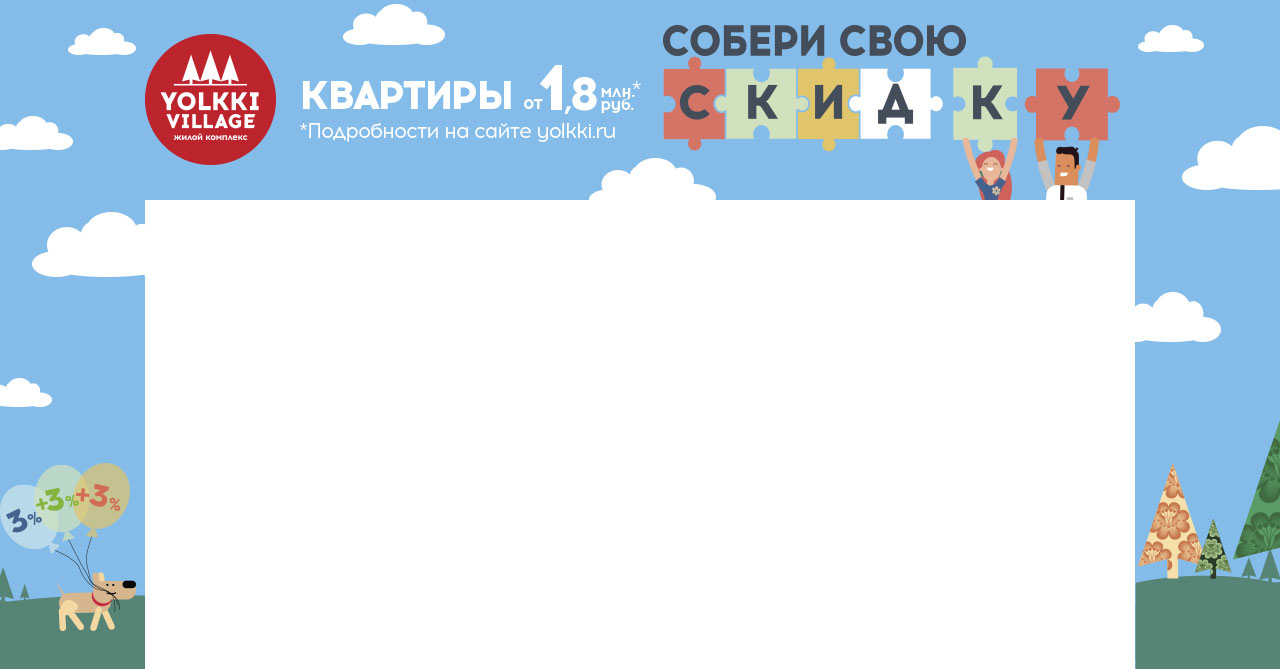 YOLKKI
VILLAGE
жилой комплекс
КВАРТИРЫ от 1,8 млн. руб.*
*Подробности на сайте yolkki.ru
СОБЕРИ СВОЮ
СКИДКУ
3% +3% +3%